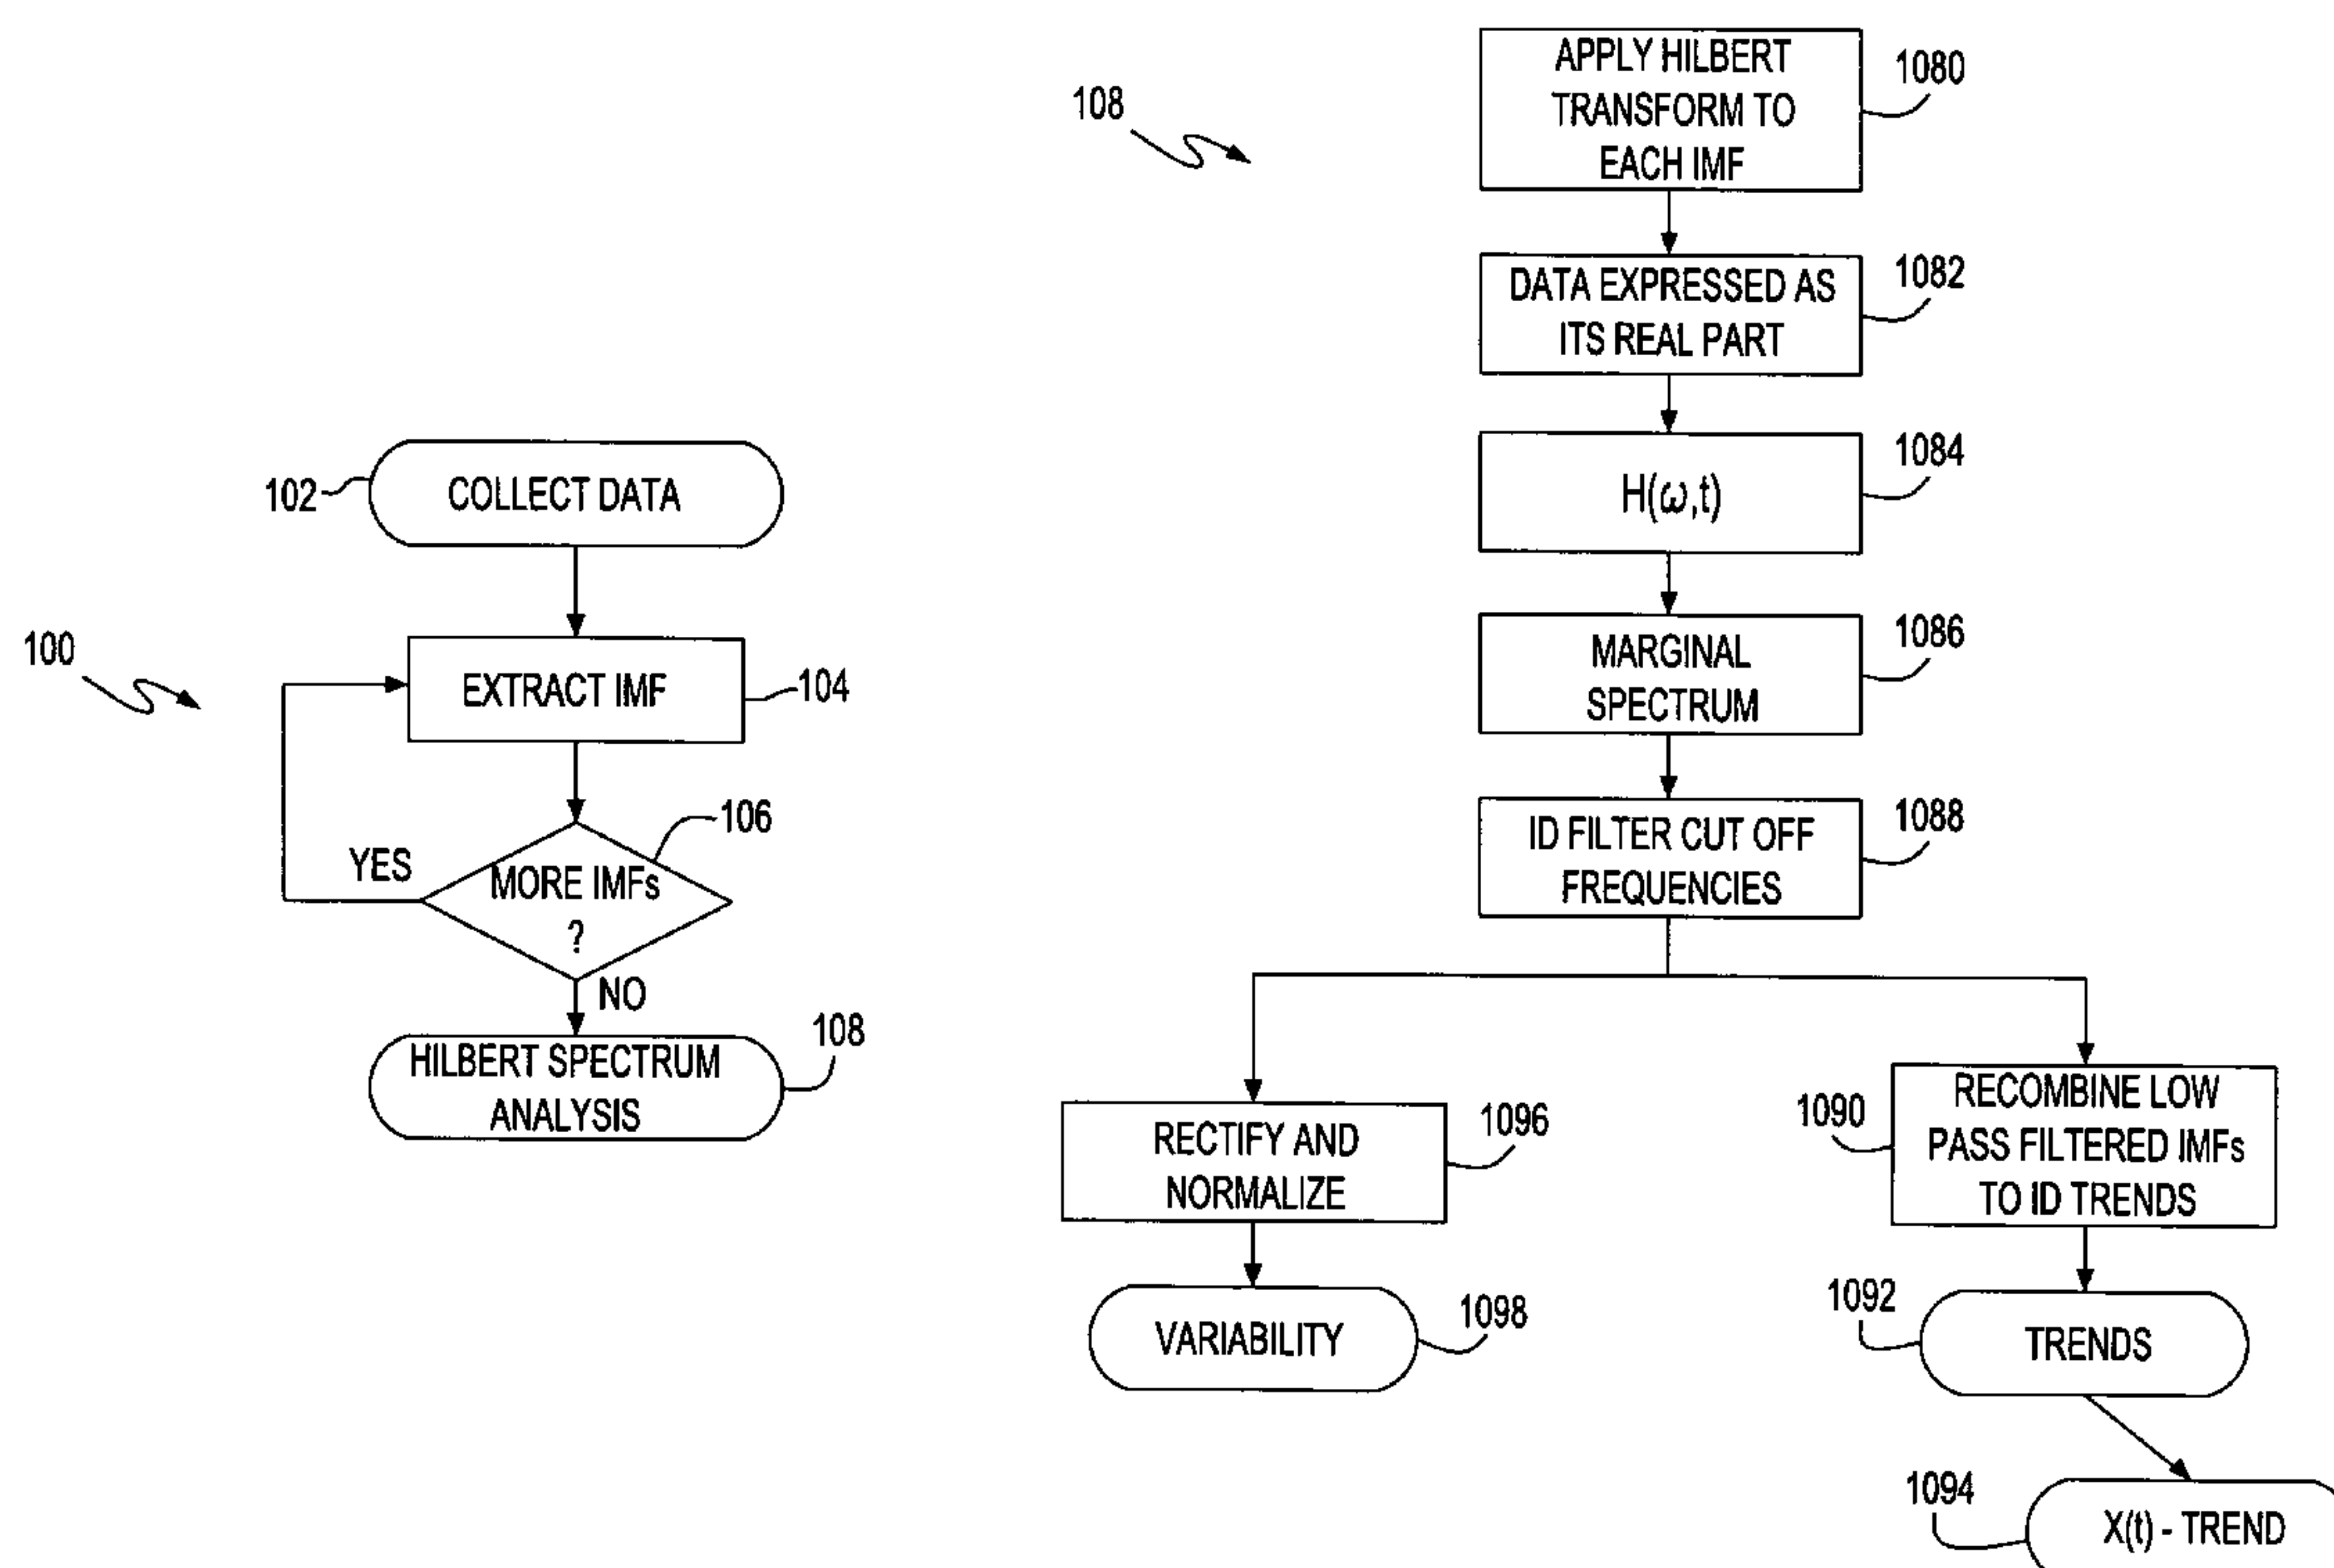 100
102
COLLECT DATA
EXTRACT IMF
104
106
YES
MORE IMFs
?
NO
HILBERT SPECTRUM
ANALYSIS
108
108
APPLY HILBERT
TRANSFORM TO
EACH IMF
1080
DATA EXPRESSED AS
ITS REAL PART
1082
H(ω,t)
1084
MARGINAL
SPECTRUM
1086
ID FILTER CUT OFF
FREQUENCIES
1088
RECTIFY AND
NORMALIZE
1096
VARIABILITY
1098
1090
RECOMBINE LOW
PASS FILTERED IMFs
TO ID TRENDS
1092
TRENDS
1094
X(t) - TREND